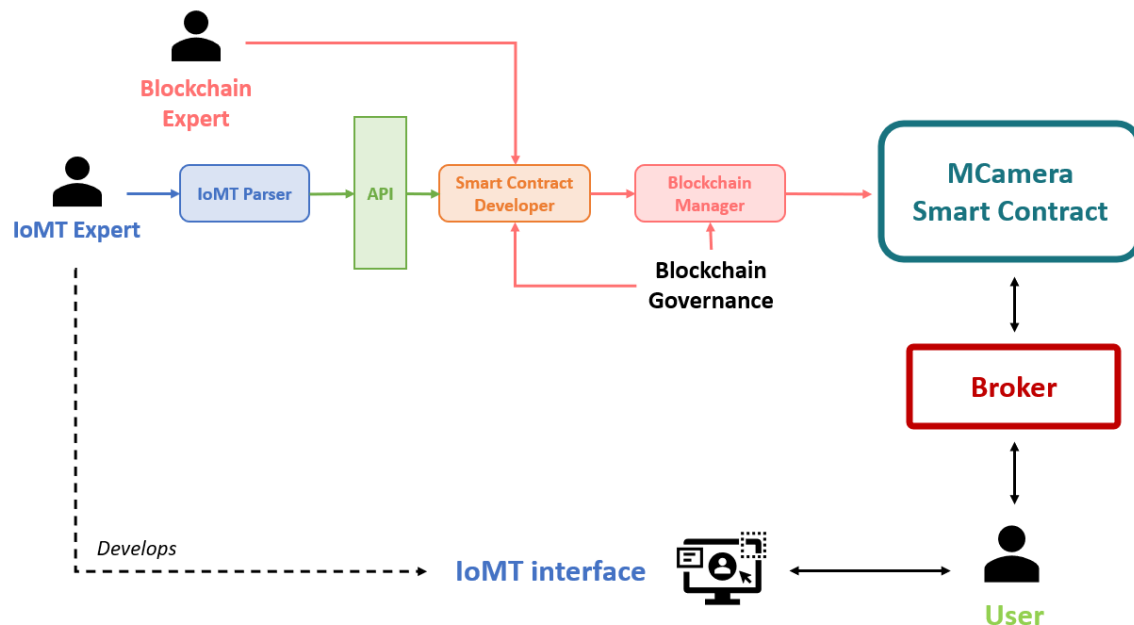 Blockchain
Expert
IoMT Expert
IoMT Parser
API
Smart Contract
Developer
Blockchain
Manager
MCamera
Smart Contract
Blockchain
Governance
Broker
Develops
IoMT interface
User